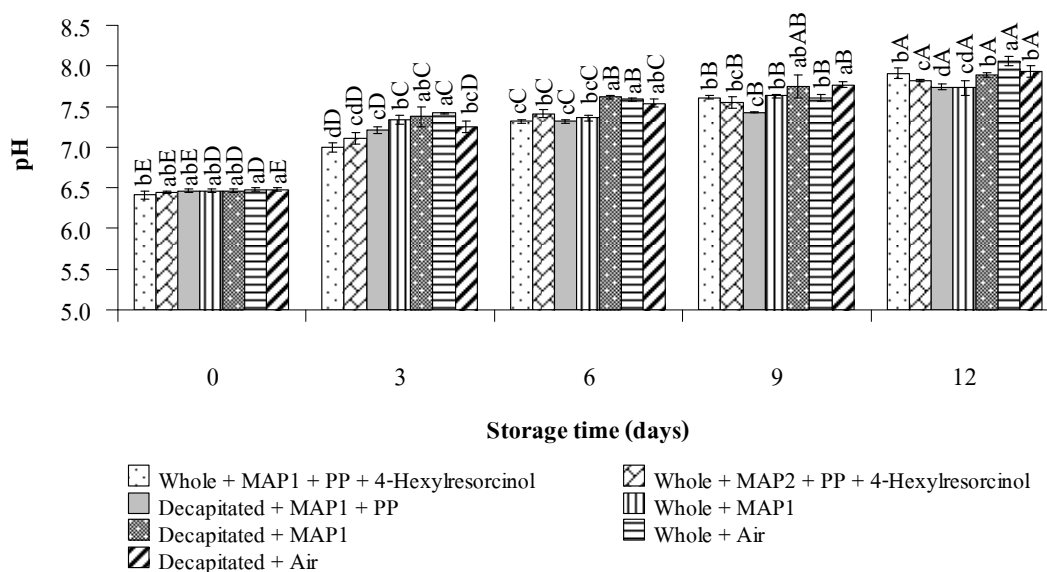 8.5
8.0
7.5
7.0
6.5
6.0
5.5
5.0
pH
bE abE abE abD abD aD aE
dD cdD cD bC abC aC bcD
cC bC cC bcC aB aB abC
bB bcB cB bB abAB bB aB
bA cA dA cdA bA aA bA
0 3 6 9 12
Storage time (days)
Whole + MAP1 + PP + 4-Hexylresorcinol
Whole + MAP2 + PP + 4-Hexylresorcinol
Decapitated + MAP1 + PP
Whole + MAP1
Decapitated + MAP1
Whole + Air
Decapitated + Air